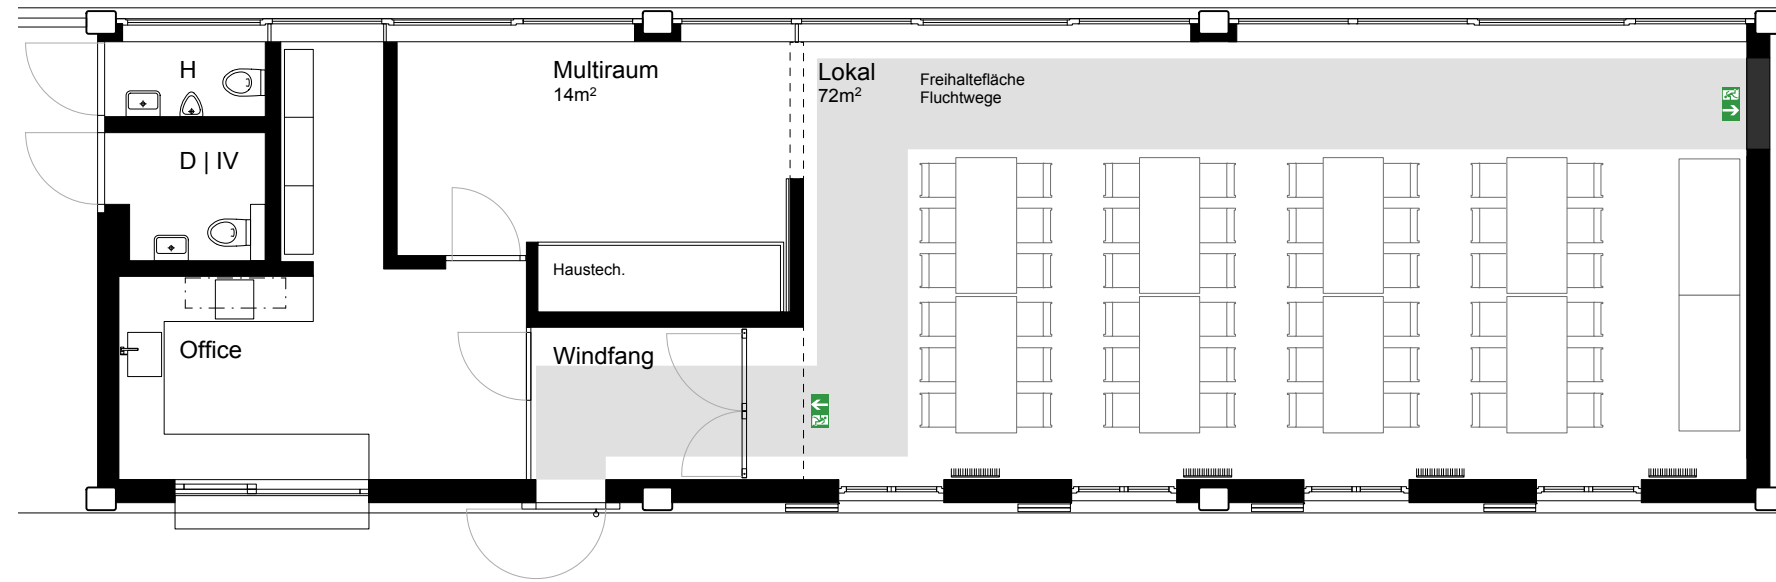 H
Multiraum
14m²
Lokal
72m²
Freihaltefläche
Fluchtwege
D | IV
Haustech.
Office
Windfang